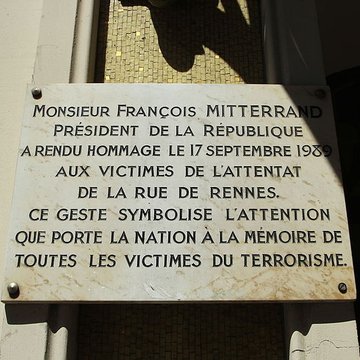 Monsieur François MITTERRAND
Président de la République
a rendu hommage le 17 septembre 1989
aux victimes de l'attentat
de la rue de Rennes.
Ce geste symbolise l'attention
que porte la nation à la mémoire de
toutes les victimes du terrorisme.